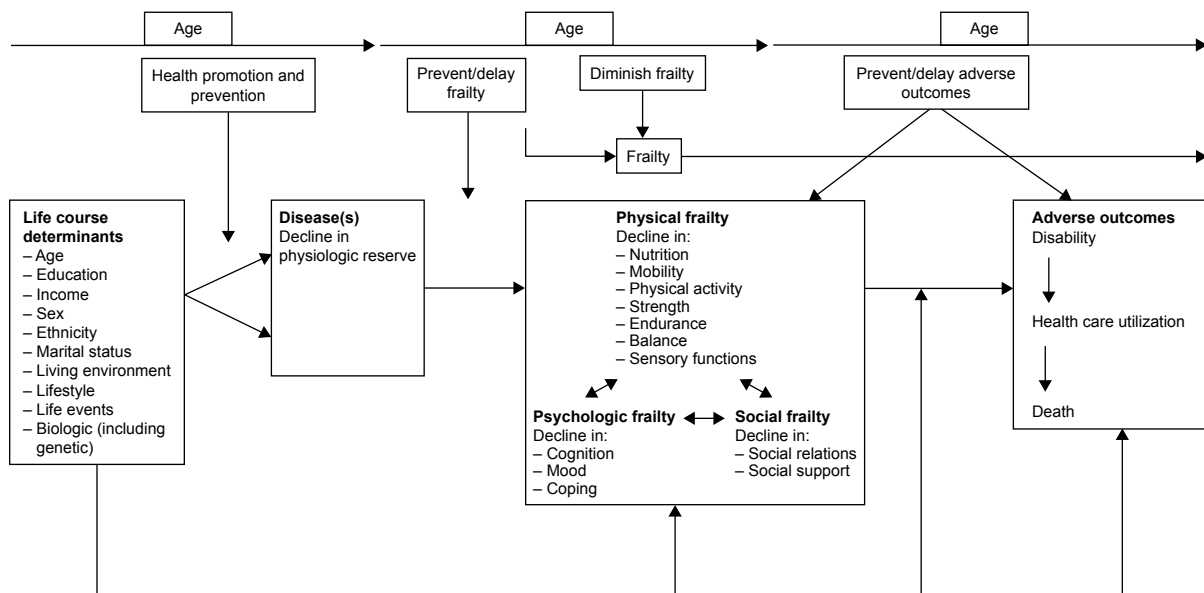 Age
Age
Age
Health promotion and
prevention
Prevent/delay
frailty
Diminish frailty
Prevent/delay adverse
outcomes
Frailty
Life course
determinants
– Age
– Education
– Income
– Sex
– Ethnicity
– Marital status
– Living environment
– Lifestyle
– Life events
– Biologic (including
genetic)
Disease(s)
Decline in
physiologic reserve
Physical frailty
Decline in:
– Nutrition
– Mobility
– Physical activity
– Strength
– Endurance
– Balance
– Sensory functions
Psychologic frailty
Decline in:
– Cognition
– Mood
– Coping
Social frailty
Decline in:
– Social relations
– Social support
Adverse outcomes
Disability
Health care utilization
Death